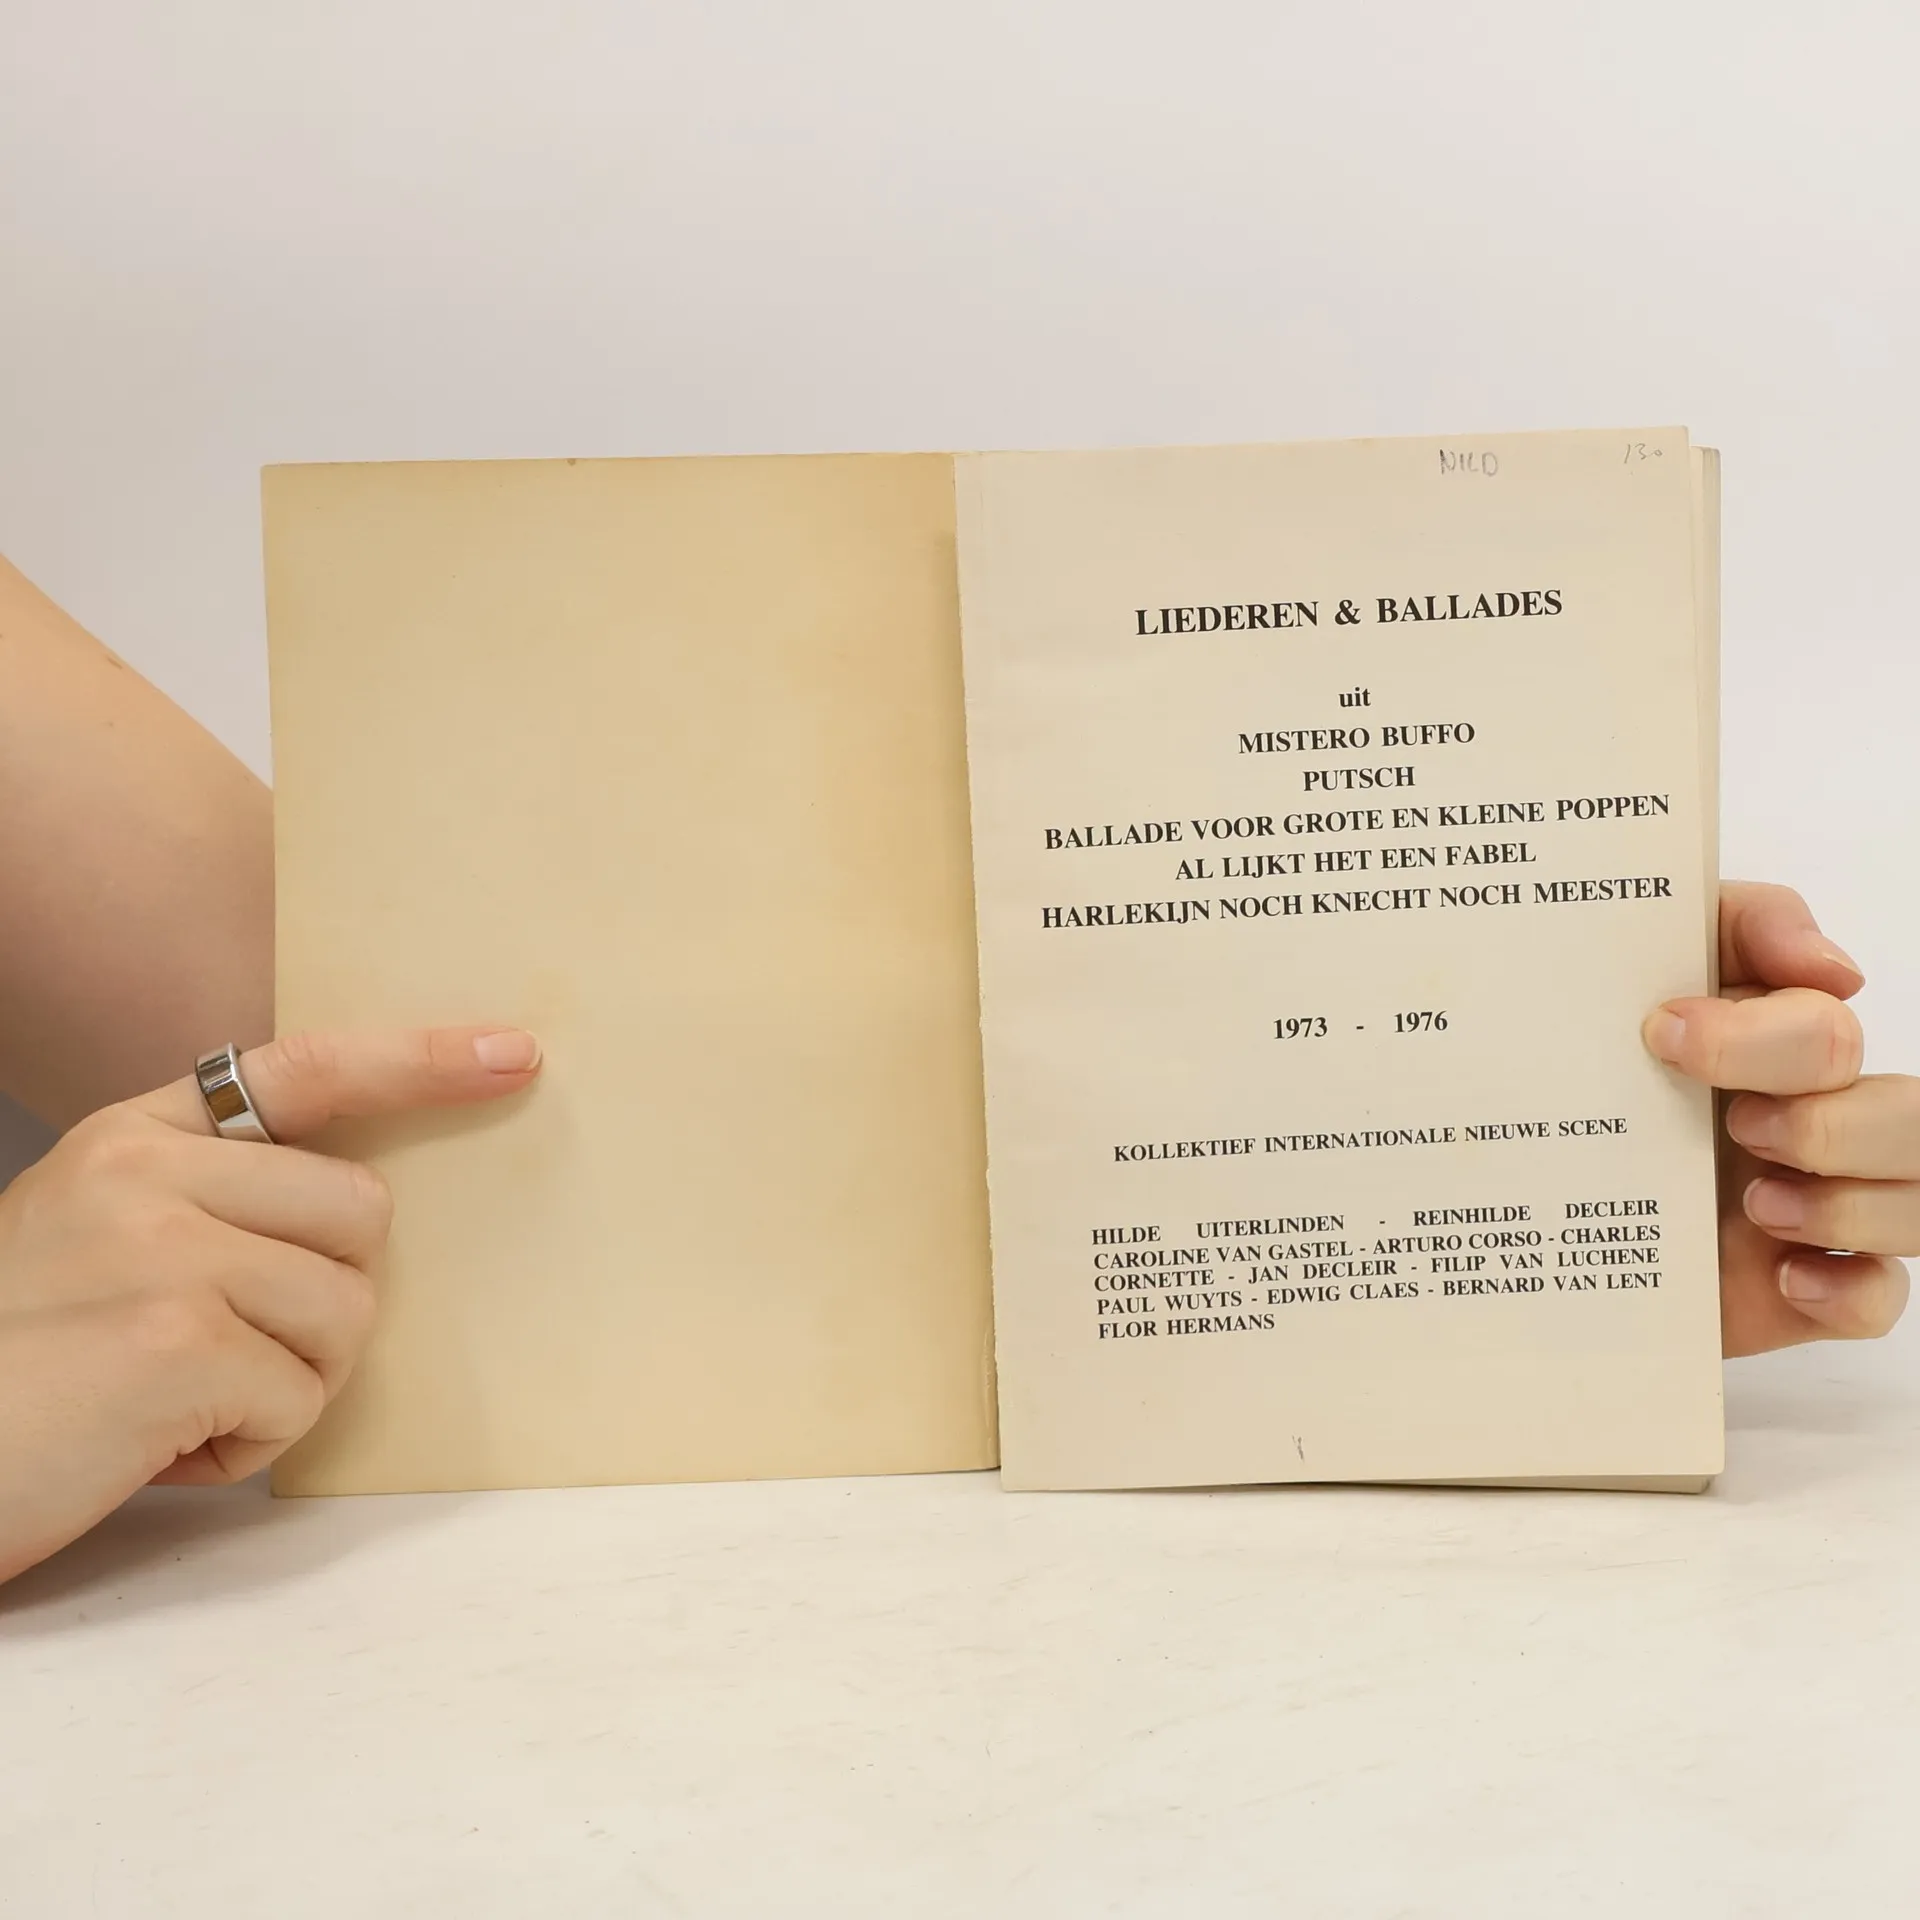 NILD 130
LIEDEREN & BALLADES
uit
MISTERO BUFFO
PUTSCH
BALLADE VOOR GROTE EN KLEINE POPPEN
AL LIJKT HET EEN FABEL
HARLEKIJN NOCH KNECHT NOCH MEESTER
1973 - 1976
KOLLEKTIEF INTERNATIONALE NIEUWE SCENE
HILDE UITERLINDEN - REINHILDE DECLEIR
CAROLINE VAN GASTEL - ARTURO CORSO - CHARLES
CORNETTE - JAN DECLEIR - FILIP VAN LUCHENE
PAUL WUYTS - EDWIG CLAES - BERNARD VAN LENT
FLOR HERMANS